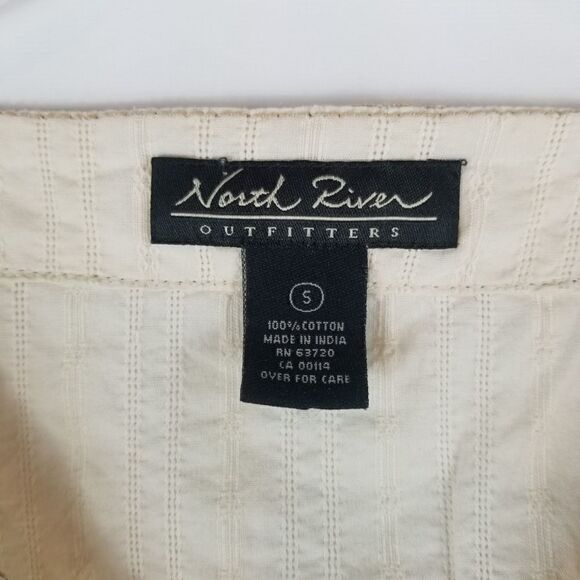 North River
OUTFITTERS
S
100% COTTON
MADE IN INDIA
RN 63720
CA 00114
OVER FOR CARE